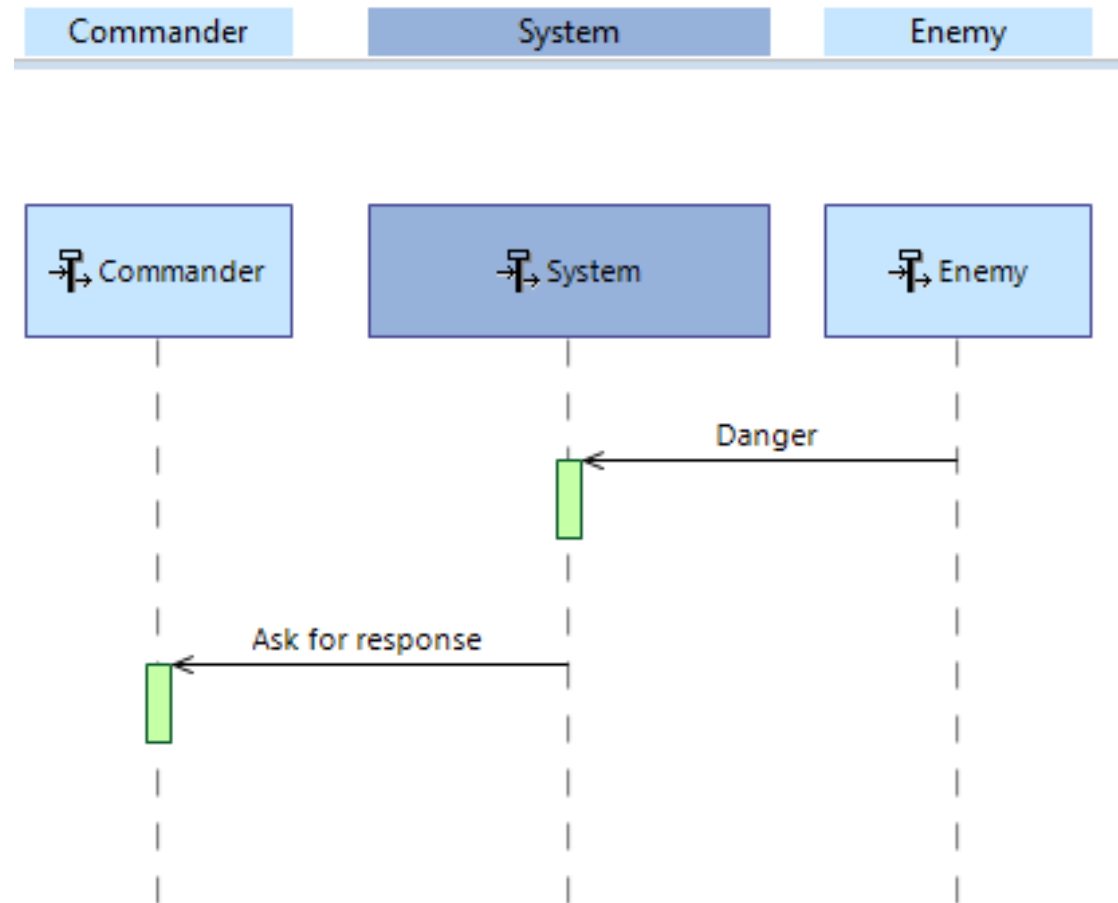 Commander
System
Enemy
Commander
System
Enemy
Danger
Ask for response